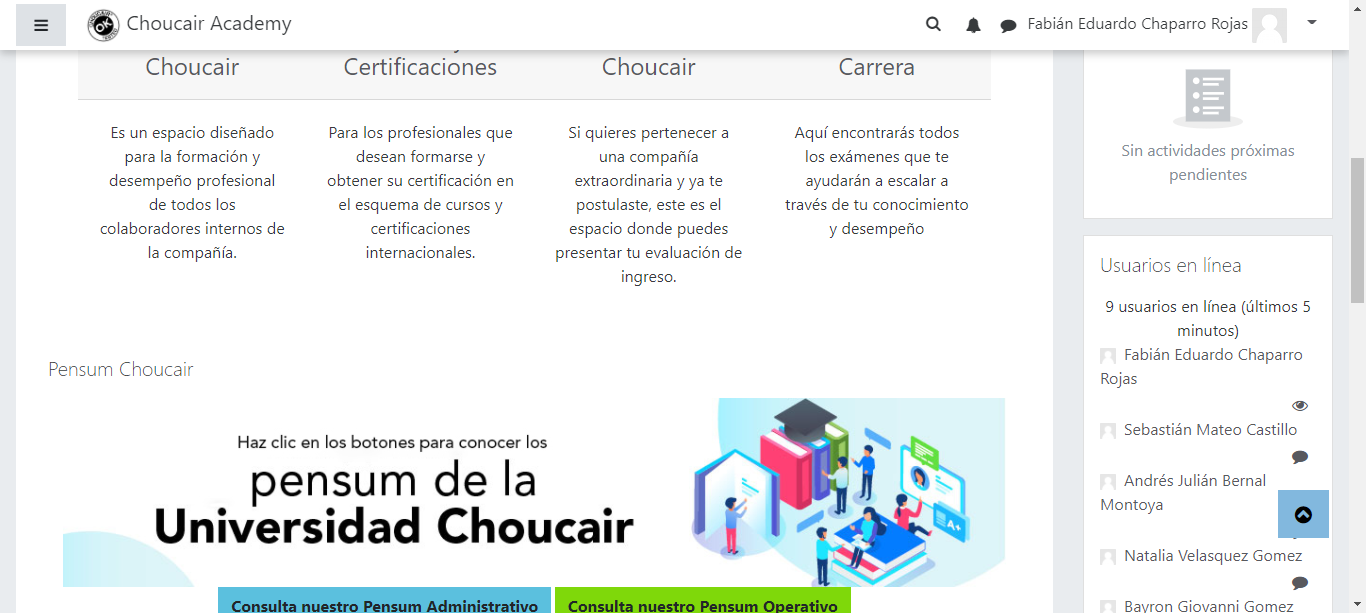 Choucair Academy
Fabián Eduardo Chaparro Rojas
Choucair
Certificaciones
Choucair
Carrera
Es un espacio diseñado
para la formación y
desempeño profesional
de todos los
colaboradores internos de
la compañía.
Para los profesionales que
desean formarse y
obtener su certificación en
el esquema de cursos y
certificaciones
internacionales.
Si quieres pertenecer a
una compañía
extraordinaria y ya te
postulaste, este es el
espacio donde puedes
presentar tu evaluación de
ingreso.
Aquí encontrarás todos
los exámenes que te
ayudarán a escalar a
través de tu conocimiento
y desempeño
Pensum Choucair
Haz clic en los botones para conocer los
pensum de la
Universidad Choucair
A+
Consulta nuestro Pensum Administrativo
Consulta nuestro Pensum Operativo
Sin actividades próximas
pendientes
Usuarios en línea
9 usuarios en línea (últimos 5
minutos)
Fabián Eduardo Chaparro
Rojas
Sebastián Mateo Castillo
Andrés Julián Bernal
Montoya
Natalia Velasquez Gomez
Bayron Giovanni Gomez